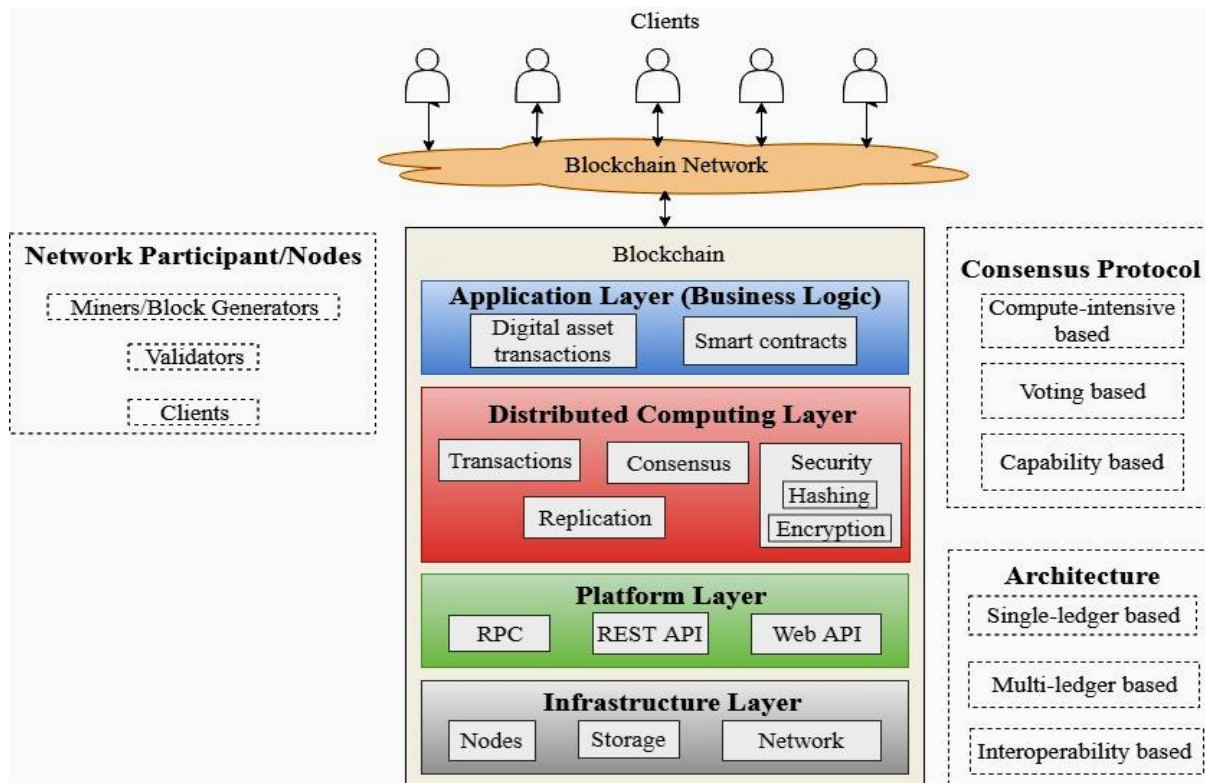 Clients
Blockchain Network
Network Participant/Nodes
Miners/Block Generators
Validators
Clients
Blockchain
Application Layer (Business Logic)
Digital asset
transactions
Smart contracts
Distributed Computing Layer
Transactions
Consensus
Security
Hashing
Encryption
Replication
Platform Layer
RPC
REST API
Web API
Infrastructure Layer
Nodes
Storage
Network
Consensus Protocol
Compute-intensive
based
Voting based
Capability based
Architecture
Single-ledger based
Multi-ledger based
Interoperability based